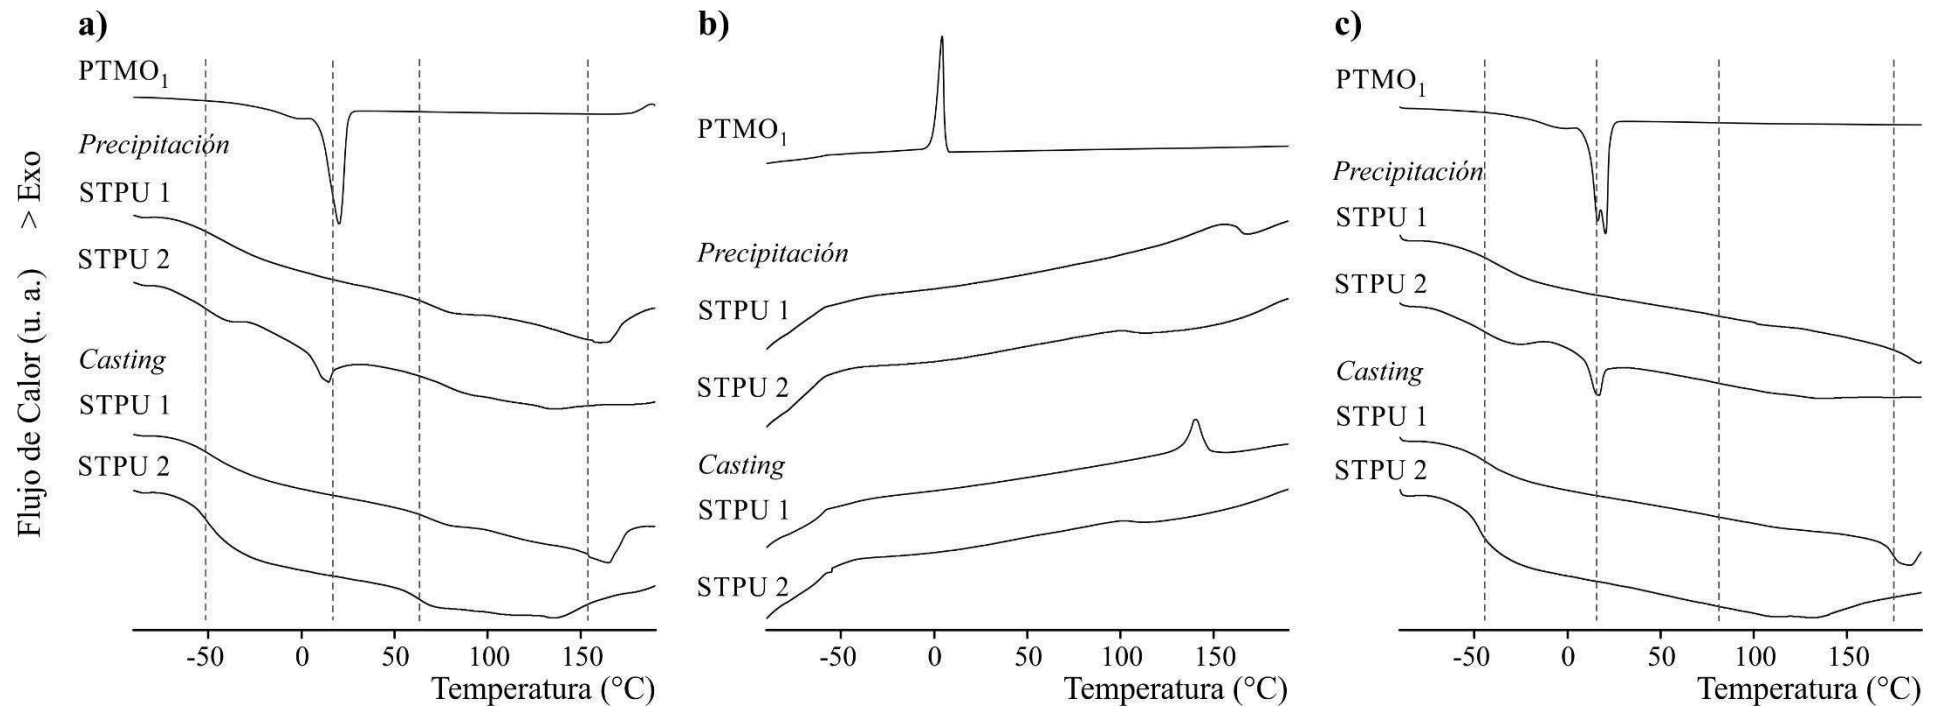 a)
PTMO1
Precipitación
STPU 1
STPU 2
Casting
STPU 1
STPU 2
Flujo de Calor (u. a.) > Exo
-50 0 50 100 150
Temperatura (°C)
b)
PTMO1
Precipitación
STPU 1
STPU 2
Casting
STPU 1
STPU 2
-50 0 50 100 150
Temperatura (°C)
c)
PTMO1
Precipitación
STPU 1
STPU 2
Casting
STPU 1
STPU 2
-50 0 50 100 150
Temperatura (°C)